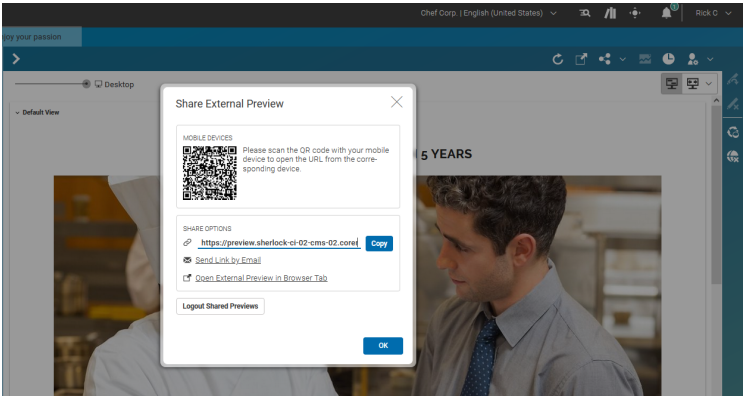 Chef Corp. | English (United States)
1
Rick C
njoy your passion
Desktop
Default View
Share External Preview
MOBILE DEVICES
Please scan the QR code with your mobile
device to open the URL from the corre-
sponding device.
5 YEARS
SHARE OPTIONS
https://preview.sherlock-ci-02-cms-02.corei
Copy
Send Link by Email
Open External Preview in Browser Tab
Logout Shared Previews
OK